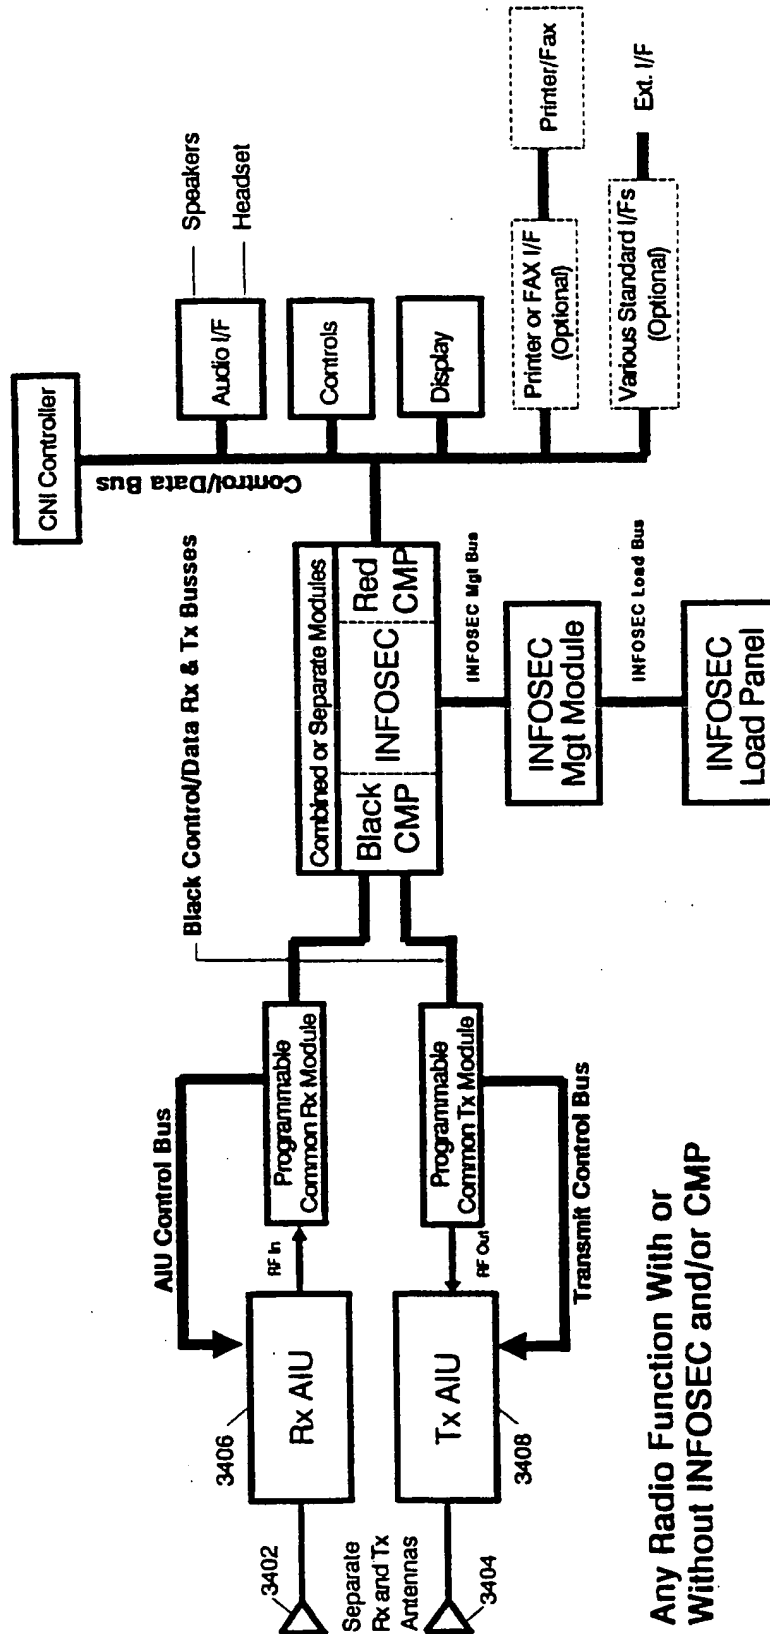 3402
Separate
Rx and Tx
Antennas
3404
3406
Rx AIU
Tx AIU
3408
AIU Control Bus
RF In
RF Out
Transmit Control Bus
Programmable
Common Rx Module
Programmable
Common Tx Module
Black Control/Data Rx & Tx Busses
Combined or Separate Modules
Black
CMP
INFOSEC
Red
CMP
INFOSEC Mgt Bus
INFOSEC
Mgt Module
INFOSEC Load Bus
INFOSEC
Load Panel
CNI Controller
Control/Data Bus
Audio I/F
Speakers
Headset
Controls
Display
Printer or FAX I/F
(Optional)
Printer/Fax
Various Standard I/Fs
(Optional)
Ext. I/F
Any Radio Function With or
Without INFOSEC and/or CMP